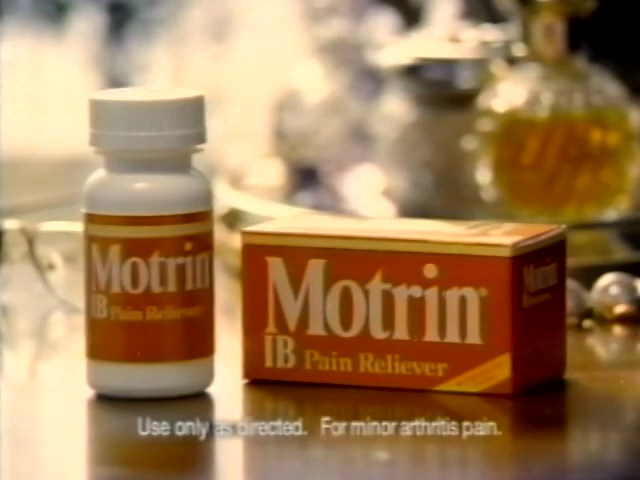 Motrin
IB Pain Reliever
Motrin
IB Pain Reliever
Motrin
Use only as directed. For minor arthritis pain.